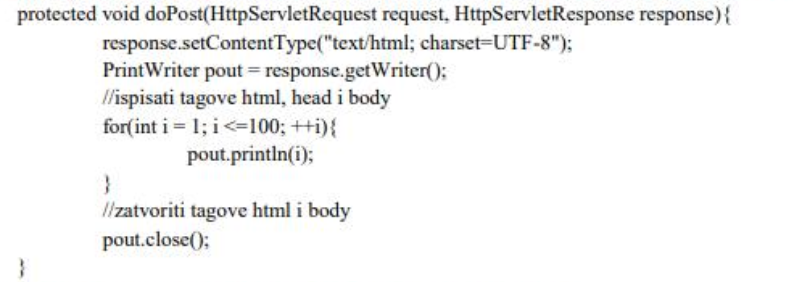 protected void doPost(HttpServletRequest request, HttpServletResponse response){
response.setContentType("text/html; charset=UTF-8");
PrintWriter pout = response.getWriter();
//ispisati tagove html, head i body
for(int i = 1; i <=100; ++i){
pout.println(i);
}
//zatvoriti tagove html i body
pout.close();
}